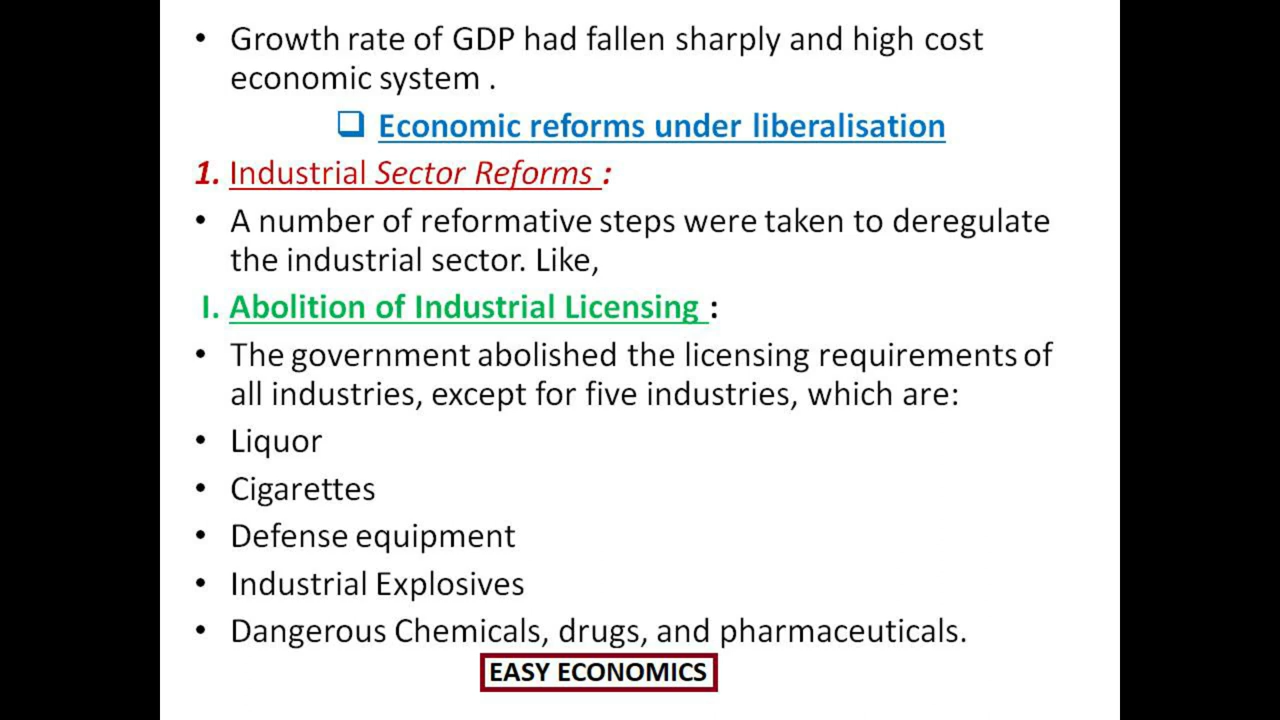 • Growth rate of GDP had fallen sharply and high cost
economic system .
❑ Economic reforms under liberalisation
1. Industrial Sector Reforms :
• A number of reformative steps were taken to deregulate
the industrial sector. Like,
I. Abolition of Industrial Licensing :
• The government abolished the licensing requirements of
all industries, except for five industries, which are:
• Liquor
• Cigarettes
• Defense equipment
• Industrial Explosives
• Dangerous Chemicals, drugs, and pharmaceuticals.
EASY ECONOMICS